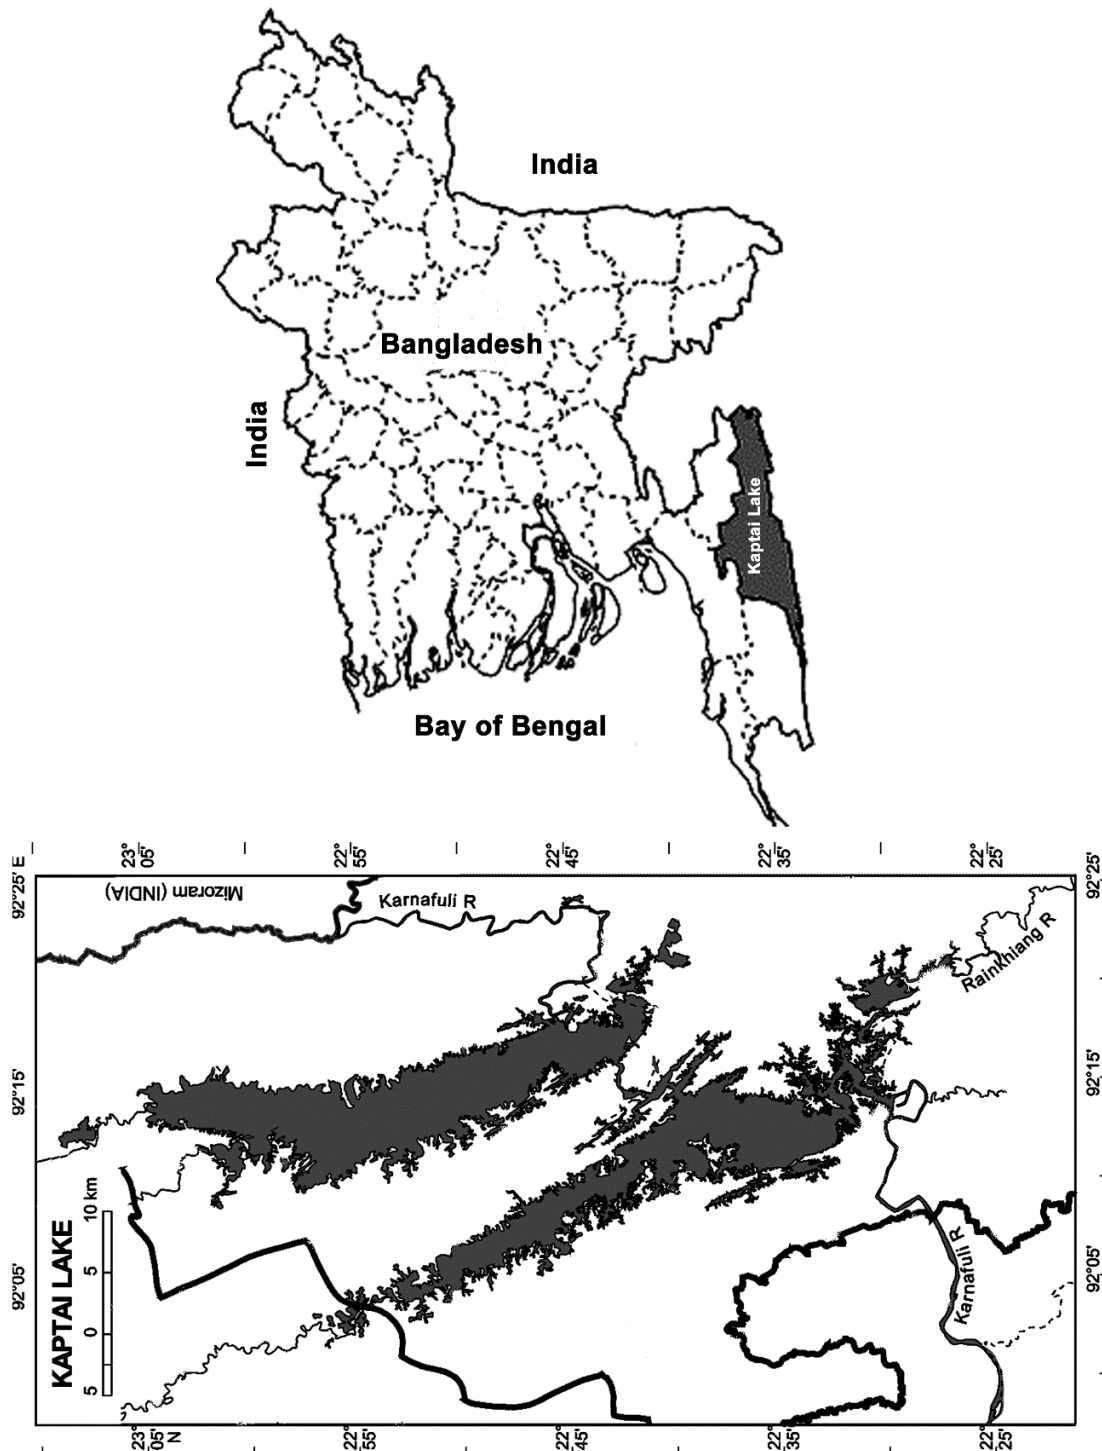 India
Bangladesh
India
Kaptai Lake
Bay of Bengal
23°05'
22°55'
22°45'
22°35'
22°25'
92°25' E
92°15'
92°05'
Mizoram (INDIA)
Karnafuli R
Rainkhiang R
KAPTAI LAKE
5 0 5 10 km
Karnafuli R
92°25'
92°15'
92°05'
23°05' N
22°55'
22°45'
22°35'
22°25'